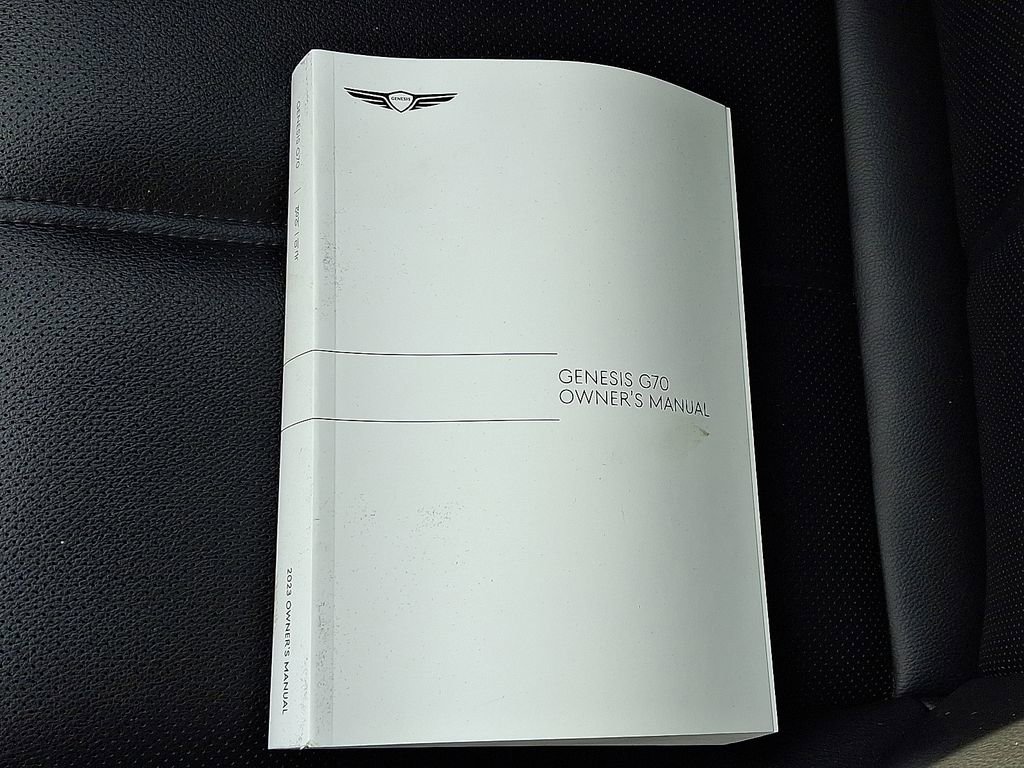 GENESIS
GENESIS G70
OWNER'S MANUAL
GENESIS G70
2023 OWNER'S MANUAL